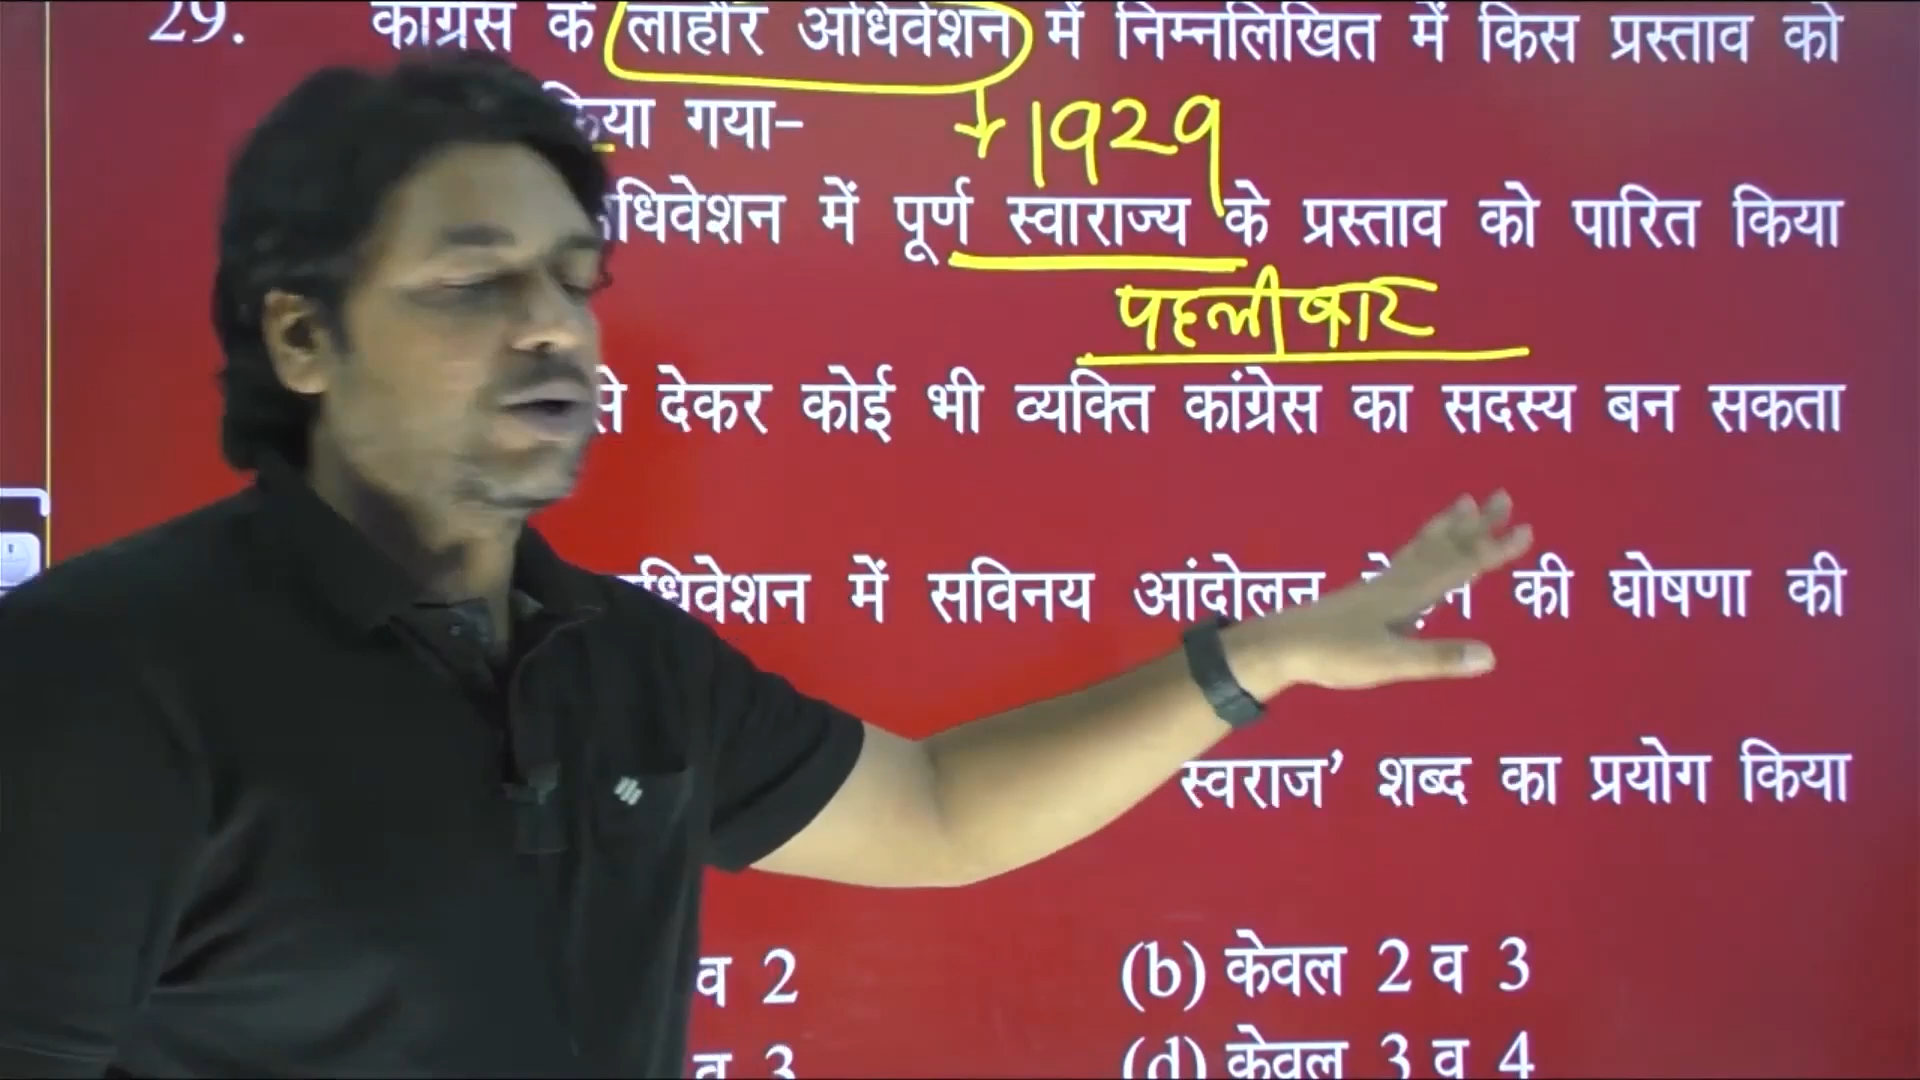 29. कांग्रेस के लाहौर अधिवेशन में निम्नलिखित में किस प्रस्ताव को
किया गया-
१९२९
अधिवेशन में पूर्ण स्वाराज्य के प्रस्ताव को पारित किया
पहली बार
से देकर कोई भी व्यक्ति कांग्रेस का सदस्य बन सकता
अधिवेशन में सविनय आंदोलन की घोषणा की
स्वराज’ शब्द का प्रयोग किया
व 2 (b) केवल 2 व 3
व 3 (d) केवल 3 व 4